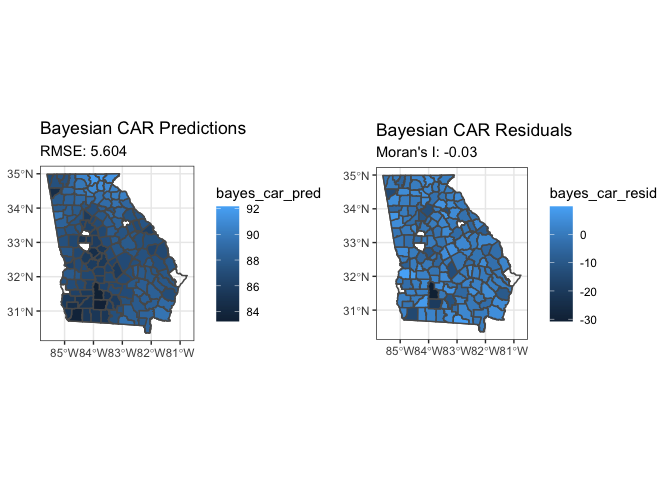 Bayesian CAR Predictions
RMSE: 5.604
35°N
34°N
33°N
32°N
31°N
85°W84°W83°W82°W81°W
bayes_car_pred
92
90
88
86
84
Bayesian CAR Residuals
Moran's I: -0.03
35°N
34°N
33°N
32°N
31°N
85°W84°W83°W82°W81°W
bayes_car_resid
0
-10
-20
-30